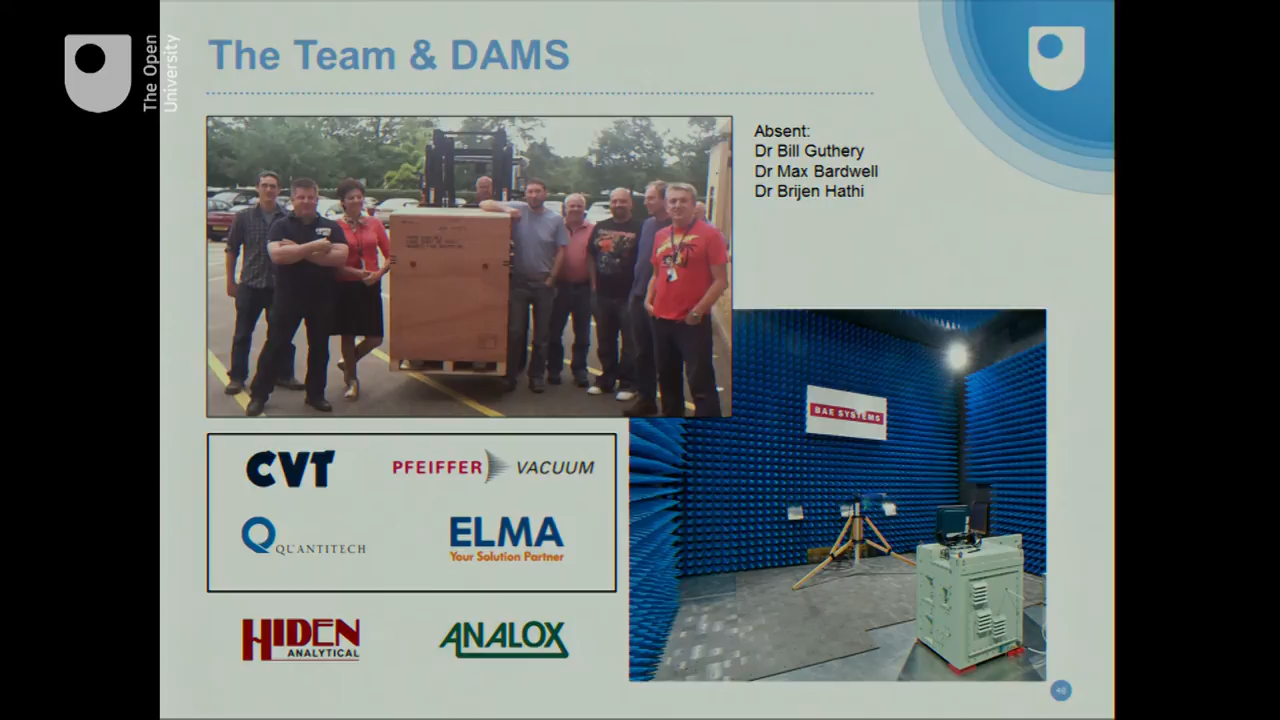 The Open
University
The Team & DAMS
Absent:
Dr Bill Guthery
Dr Max Bardwell
Dr Brijen Hathi
BAE SYSTEMS
CVT
PFEIFFER VACUUM
QUANTITECH
ELMA
Your Solution Partner
HIDEN
ANALYTICAL
ANALOX